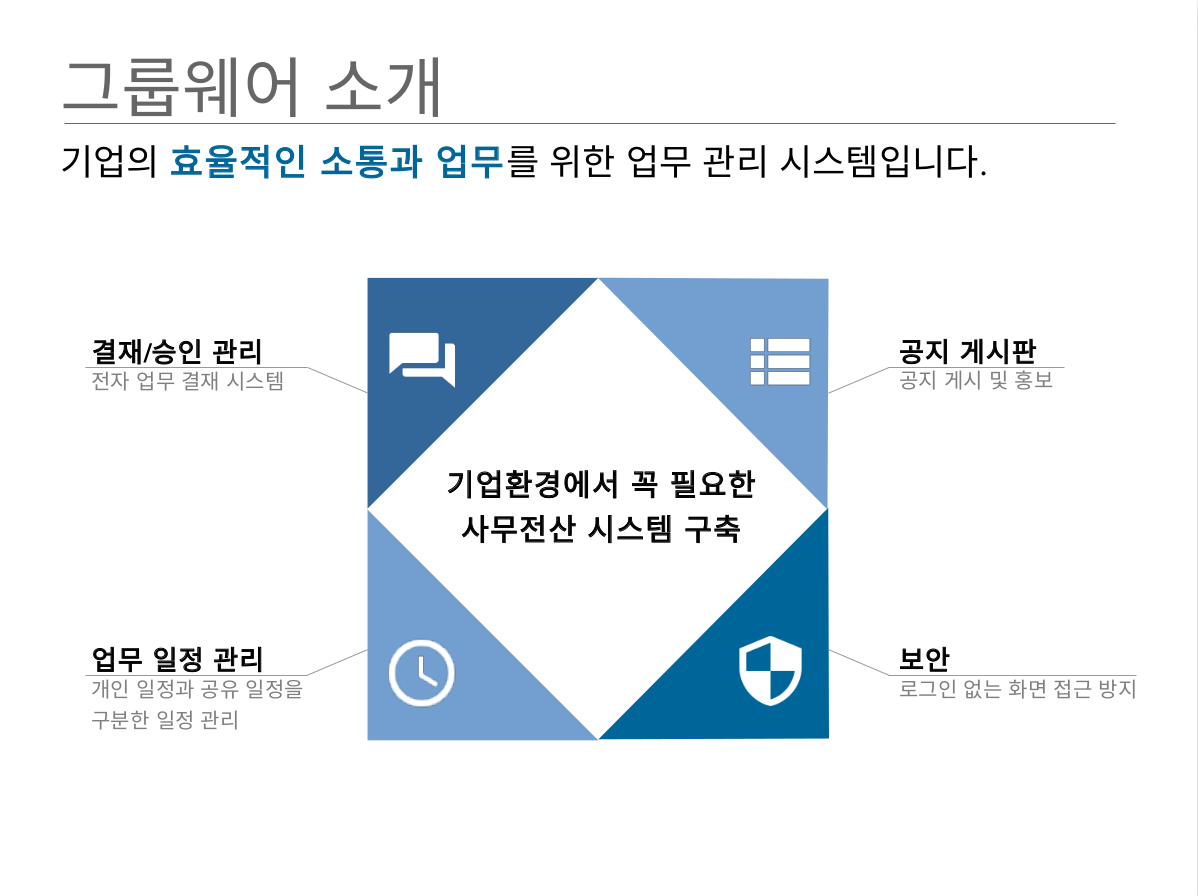 그룹웨어 소개
기업의 효율적인 소통과 업무를 위한 업무 관리 시스템입니다.
결재/승인 관리
전자 업무 결재 시스템
공지 게시판
공지 게시 및 홍보
기업환경에서 꼭 필요한
사무전산 시스템 구축
업무 일정 관리
개인 일정과 공유 일정을
구분한 일정 관리
보안
로그인 없는 화면 접근 방지